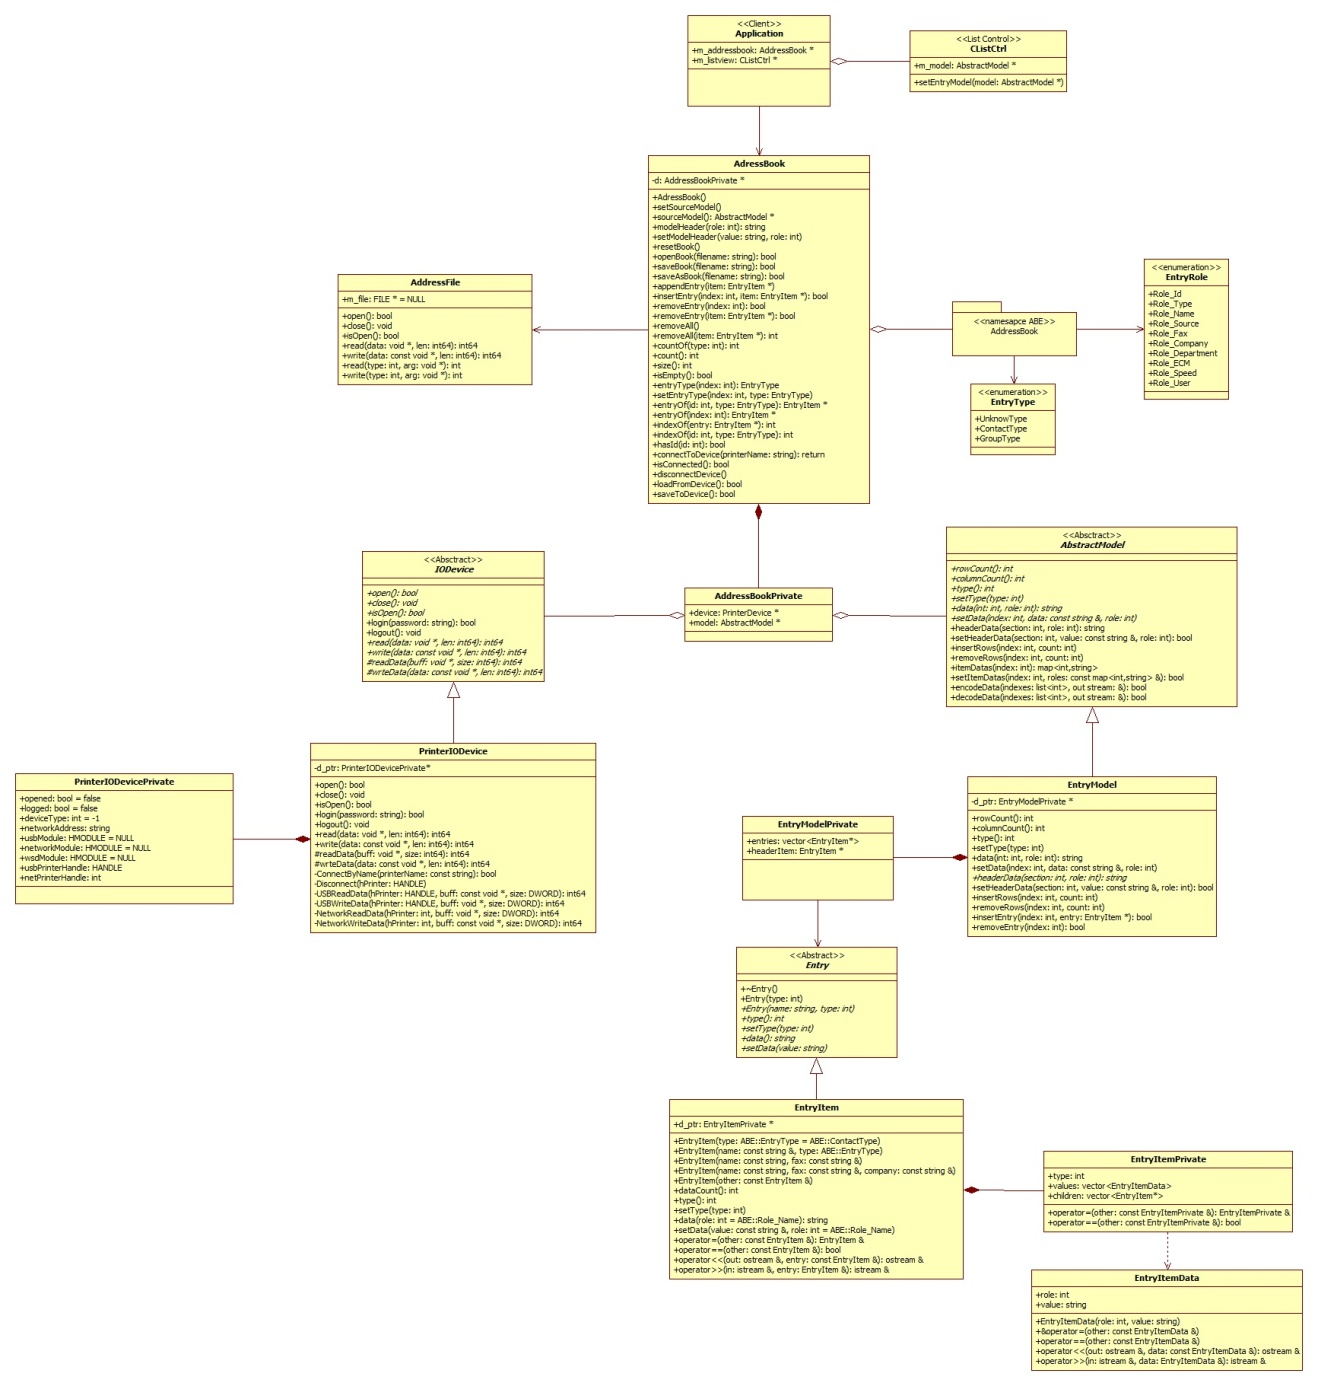 <<Client>>
Application
+m_addressbook: AddressBook *
+m_listview: CListCtrl *
<<List Control>>
CListCtrl
+m_model: AbstractModel *
+setEntryModel(model: AbstractModel *)
AdressBook
-d: AddressBookPrivate *
+AdressBook()
+setSourceModel()
+sourceModel(): AbstractModel *
+modelHeader(role: int): string
+setModelHeader(value: string, role: int)
+resetBook()
+openBook(filename: string): bool
+saveBook(filename: string): bool
+saveAsBook(filename: string): bool
+appendEntry(item: EntryItem *)
+insertEntry(index: int, item: EntryItem *): bool
+removeEntry(index: int): bool
+removeEntry(item: EntryItem *): bool
+removeAll()
+removeAll(item: EntryItem *): int
+countOf(type: int): int
+count(): int
+size(): int
+isEmpty(): bool
+entryType(index: int): EntryType
+setEntryType(index: int, type: EntryType)
+entryOf(id: int, type: EntryType): EntryItem *
+entryOf(index: int): EntryItem *
+indexOf(entry: EntryItem *): int
+indexOf(id: int, type: EntryType): int
+hasId(id: int): bool
+connectToDevice(printerName: string): return
+isConnected(): bool
+disconnectDevice()
+loadFromDevice(): bool
+saveToDevice(): bool
AddressFile
+m_file: FILE * = NULL
+open(): bool
+close(): void
+isOpen(): bool
+read(data: void *, len: int64): int64
+write(data: const void *, len: int64): int64
+read(type: int, arg: void *): int
+write(type: int, arg: void *): int
<<namesapce ABE>>
AddressBook
<<enumeration>>
EntryRole
+Role_Id
+Role_Type
+Role_Name
+Role_Source
+Role_Fax
+Role_Company
+Role_Department
+Role_ECM
+Role_Speed
+Role_User
<<enumeration>>
EntryType
+UnknowType
+ContactType
+GroupType
<<Absctract>>
IODevice
+open(): bool
+close(): void
+isOpen(): bool
+login(password: string): bool
+logout(): void
+read(data: void *, len: int64): int64
+write(data: const void *, len: int64): int64
#readData(buff: void *, size: int64): int64
#wrteData(data: const void *, len: int64): int64
AddressBookPrivate
+device: PrinterDevice *
+model: AbstractModel *
<<Absctract>>
AbstractModel
+rowCount(): int
+columnCount(): int
+type(): int
+setType(type: int)
+data(int: int, role: int): string
+setData(index: int, data: const string &, role: int)
+headerData(section: int, role: int): string
+setHeaderData(section: int, value: const string &, role: int): bool
+insertRows(index: int, count: int)
+removeRows(index: int, count: int)
+itemDatas(index: int): map<int,string>
+setItemDatas(index: int, roles: const map<int,string> &): bool
+encodeData(indexes: list<int>, out stream: &): bool
+decodeData(indexes: list<int>, out stream: &): bool
PrinterIODevicePrivate
+opened: bool = false
+logged: bool = false
+deviceType: int = -1
+networkAddress: string
+usbModule: HMODULE = NULL
+networkModule: HMODULE = NULL
+wsdModule: HMODULE = NULL
+usbPrinterHandle: HANDLE
+netPrinterHandle: int
PrinterIODevice
-d_ptr: PrinterIODevicePrivate*
+open(): bool
+close(): void
+isOpen(): bool
+login(password: string): bool
+logout(): void
+read(data: void *, len: int64): int64
+write(data: const void *, len: int64): int64
#readData(buff: void *, size: int64): int64
#wrteData(data: const void *, len: int64): int64
-ConnectByName(printerName: const string): bool
-Disconnect(hPrinter: HANDLE)
-USBReadData(hPrinter: HANDLE, buff: const void *, size: DWORD): int64
-USBWriteData(hPrinter: HANDLE, buff: void *, size: DWORD): int64
-NetworkReadData(hPrinter: int, buff: void *, size: DWORD): int64
-NetworkWriteData(hPrinter: int, buff: const void *, size: DWORD): int64
EntryModelPrivate
+entries: vector<EntryItem*>
+headerItem: EntryItem *
EntryModel
-d_ptr: EntryModelPrivate *
+rowCount(): int
+columnCount(): int
+type(): int
+setType(type: int)
+data(int: int, role: int): string
+setData(index: int, data: const string &, role: int)
+headerData(section: int, role: int): string
+setHeaderData(section: int, value: const string &, role: int): bool
+insertRows(index: int, count: int)
+removeRows(index: int, count: int)
+insertEntry(index: int, entry: EntryItem *): bool
+removeEntry(index: int): bool
<<Abstract>>
Entry
+~Entry()
+Entry(type: int)
+Entry(name: string, type: int)
+type(): int
+setType(type: int)
+data(): string
+setData(value: string)
EntryItem
+d_ptr: EntryItemPrivate *
+EntryItem(type: ABE::EntryType = ABE::ContactType)
+EntryItem(name: const string &, type: ABE::EntryType)
+EntryItem(name: const string, fax: const string &)
+EntryItem(name: const string, fax: const string &, company: const string &)
+EntryItem(other: const EntryItem &)
+dataCount(): int
+type(): int
+setType(type: int)
+data(role: int = ABE::Role_Name): string
+setData(value: const string &, role: int = ABE::Role_Name)
+operator=(other: const EntryItem &): EntryItem &
+operator==(other: const EntryItem &): bool
+operator<<(out: ostream &, entry: const EntryItem &): ostream &
+operator>>(in: istream &, entry: EntryItem &): istream &
EntryItemPrivate
+type: int
+values: vector<EntryItemData>
+children: vector<EntryItem*>
+operator=(other: const EntryItemPrivate &): EntryItemPrivate &
+operator==(other: const EntryItemPrivate &): bool
EntryItemData
+role: int
+value: string
+EntryItemData(role: int, value: string)
+&operator=(other: const EntryItemData &)
+operator==(other: const EntryItemData &)
+operator<<(out: ostream &, data: const EntryItemData &): ostream &
+operator>>(in: istream &, data: EntryItemData &): istream &